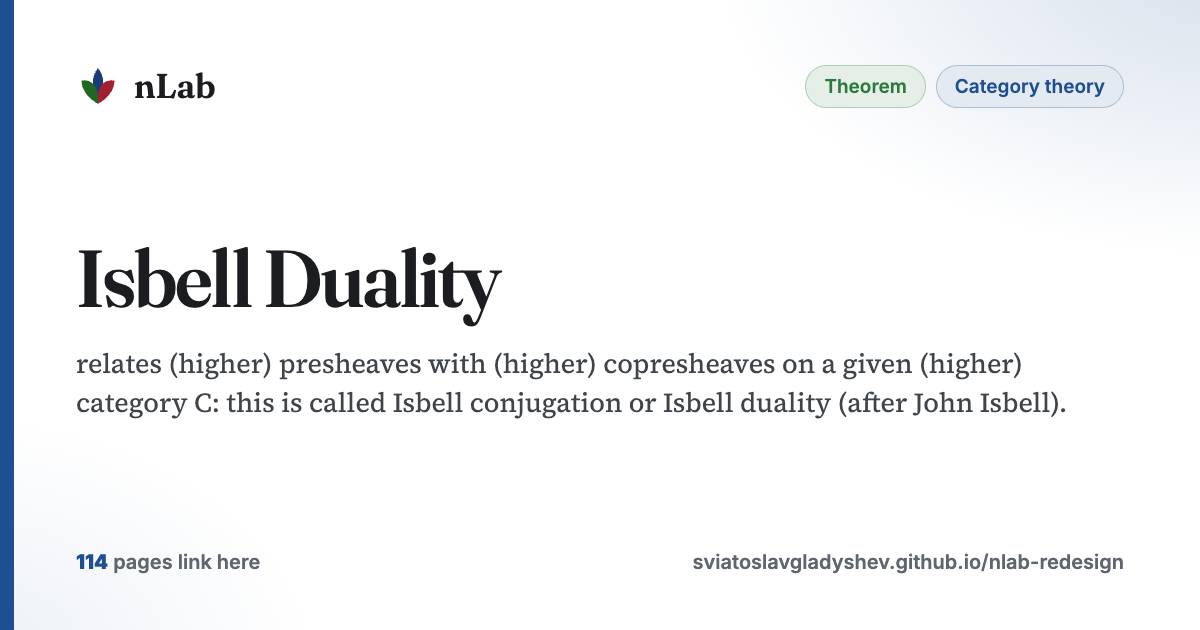 nLab
Theorem
Category theory
Isbell Duality
relates (higher) presheaves with (higher) copresheaves on a given (higher)
category C: this is called Isbell conjugation or Isbell duality (after John Isbell).
114 pages link here
sviatoslavgladyshev.github.io/nlab-redesign